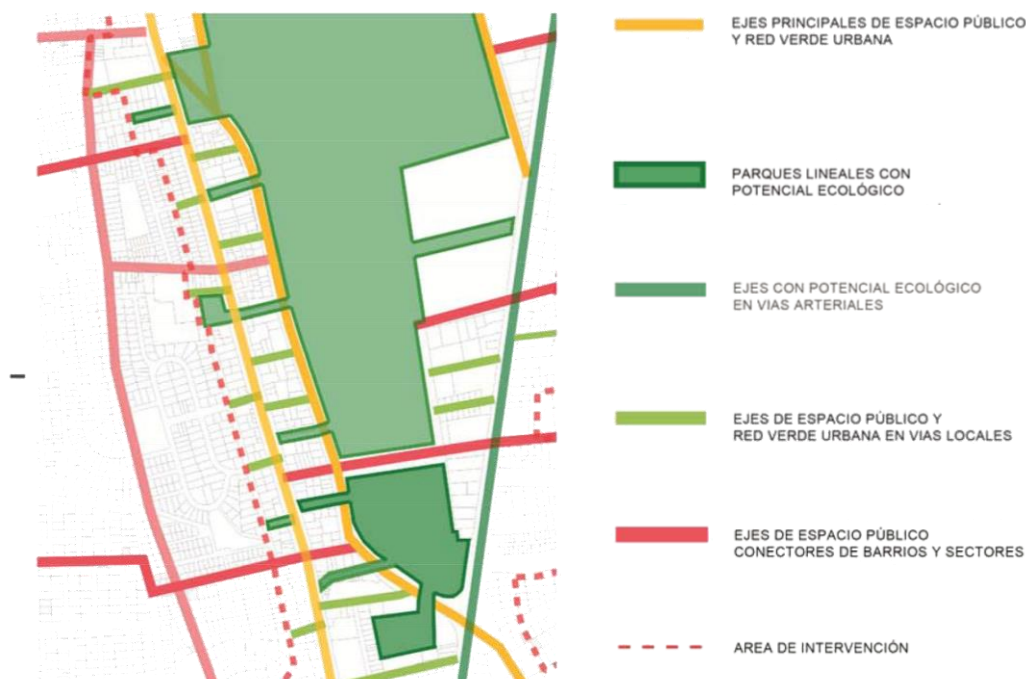 EJES PRINCIPALES DE ESPACIO PÚBLICO
Y RED VERDE URBANA
PARQUES LINEALES CON
POTENCIAL ECOLÓGICO
EJES CON POTENCIAL ECOLÓGICO
EN VIAS ARTERIALES
EJES DE ESPACIO PÚBLICO Y
RED VERDE URBANA EN VIAS LOCALES
EJES DE ESPACIO PÚBLICO
CONECTORES DE BARRIOS Y SECTORES
AREA DE INTERVENCIÓN